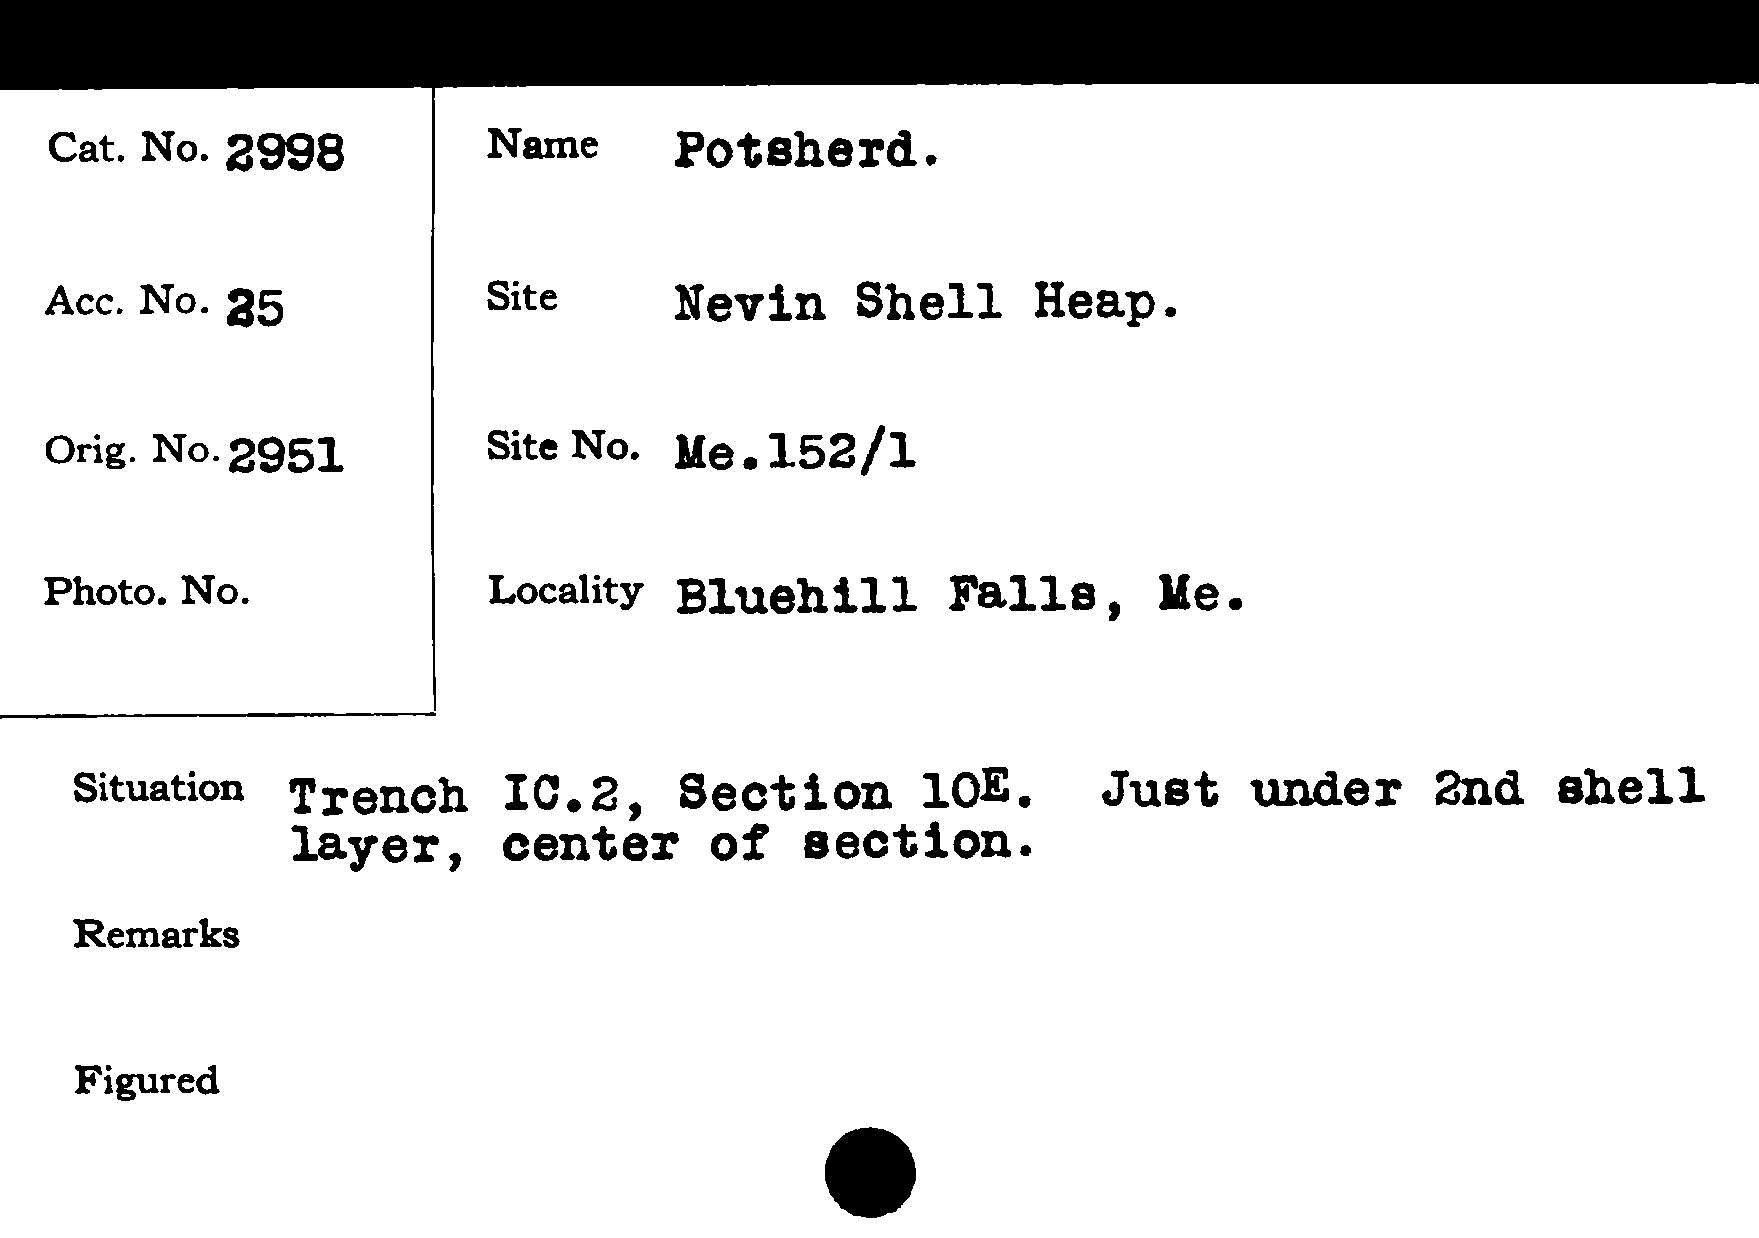 Cat. No. 2998
Name Potsherd.
Acc. No. 25
Site Nevin Shell Heap.
Orig. No. 2951
Site No. Me.152/1
Photo. No.
Locality Bluehill Falls, Me.
Situation Trench IC.2, Section 10E. Just under 2nd shell
layer, center of section.
Remarks
Figured